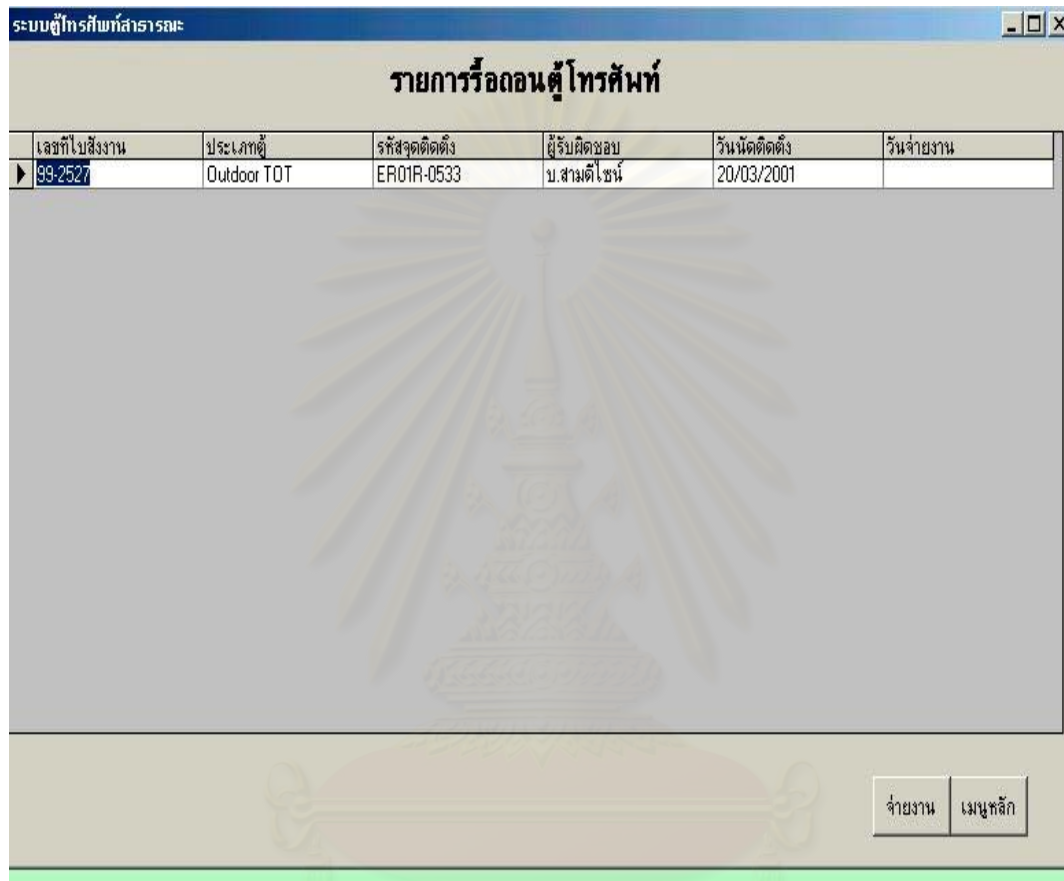 ระบบตู้โทรศัพท์สาธารณะ
รายการรื้อถอนตู้โทรศัพท์
เลขที่ใบสั่งงาน ประเภทตู้ รหัสจุดติดตั้ง ผู้รับผิดชอบ วันนัดติดตั้ง วันจ่ายงาน
99-2527 Outdoor TOT ER01R-0533 บ.สามดีไซน์ 20/03/2001
จ่ายงาน เมนูหลัก